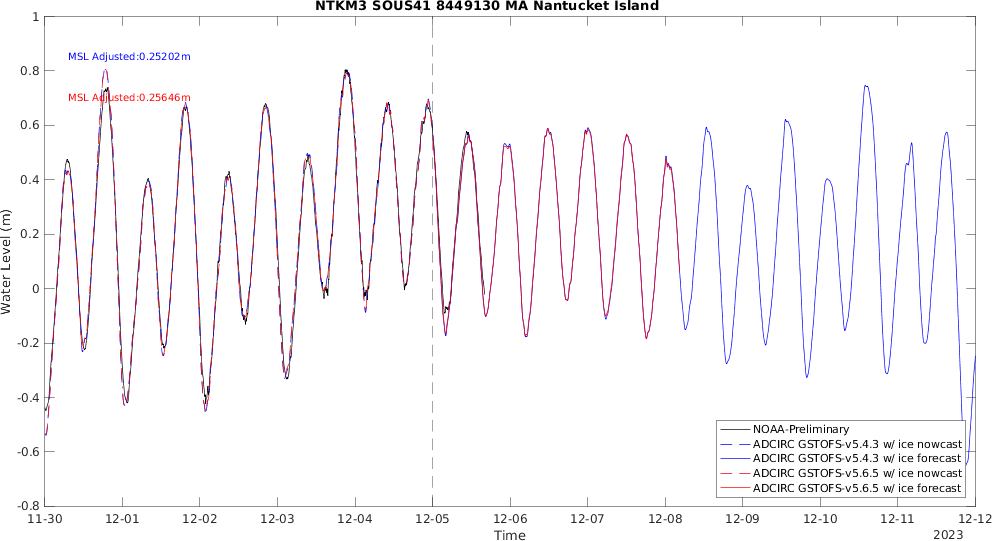 NTKM3 SOUS41 8449130 MA Nantucket Island
1
0.8
0.6
0.4
0.2
0
-0.2
-0.4
-0.6
-0.8
Water Level (m)
MSL Adjusted:0.25202m
MSL Adjusted:0.25646m
NOAA-Preliminary
ADCIRC GSTOFS-v5.4.3 w/ ice nowcast
ADCIRC GSTOFS-v5.4.3 w/ ice forecast
ADCIRC GSTOFS-v5.6.5 w/ ice nowcast
ADCIRC GSTOFS-v5.6.5 w/ ice forecast
11-30 12-01 12-02 12-03 12-04 12-05 12-06 12-07 12-08 12-09 12-10 12-11 12-12
Time
2023